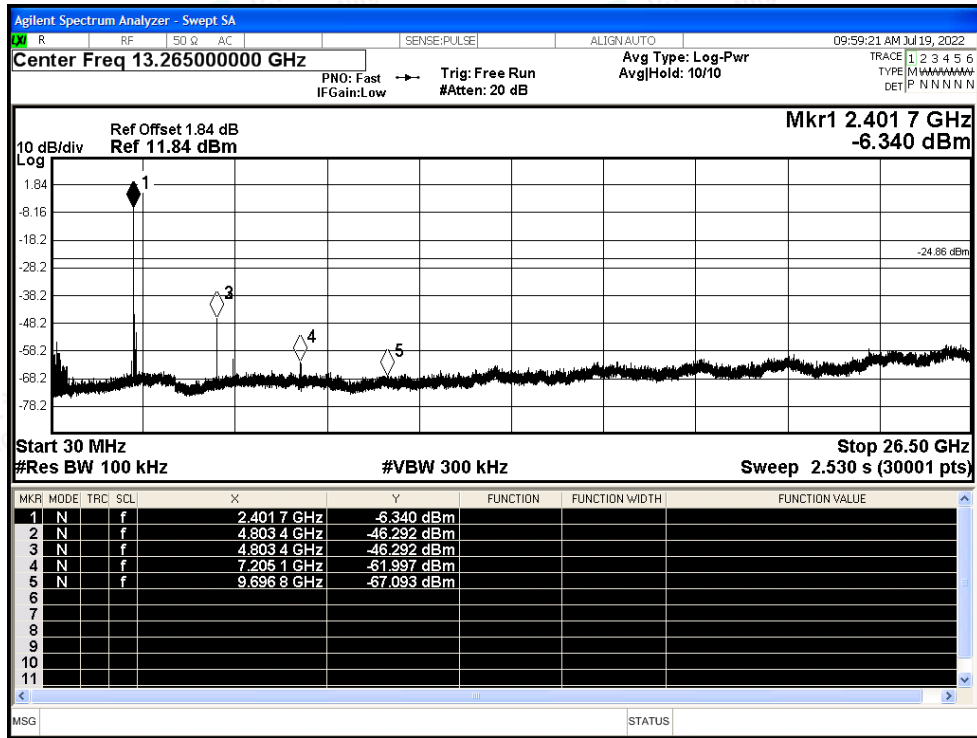 Agilent Spectrum Analyzer - Swept SA
LXI R RF 50 Ω AC SENSE:PULSE ALIGN AUTO 09:59:21 AM Jul 19, 2022
Center Freq 13.265000000 GHz
PNO: Fast
IFGain:Low
Trig: Free Run
#Atten: 20 dB
Avg Type: Log-Pwr
Avg|Hold: 10/10
TRACE 1 2 3 4 5 6
TYPE M
DET P N N N N N
Mkr1 2.401 7 GHz
-6.340 dBm
Ref Offset 1.84 dB
10 dB/div Ref 11.84 dBm
Log
1.84
-8.16
-18.2
-28.2
-38.2
-48.2
-58.2
-68.2
-78.2
1
3
4
5
-24.86 dBm
Start 30 MHz Stop 26.50 GHz
#Res BW 100 kHz #VBW 300 kHz Sweep 2.530 s (30001 pts)
MKR MODE TRC SCL X Y FUNCTION FUNCTION WIDTH FUNCTION VALUE
1 N f 2.401 7 GHz -6.340 dBm
2 N f 4.803 4 GHz -46.292 dBm
3 N f 4.803 4 GHz -46.292 dBm
4 N f 7.205 1 GHz -61.997 dBm
5 N f 9.696 8 GHz -67.093 dBm
6
7
8
9
10
11
MSG STATUS